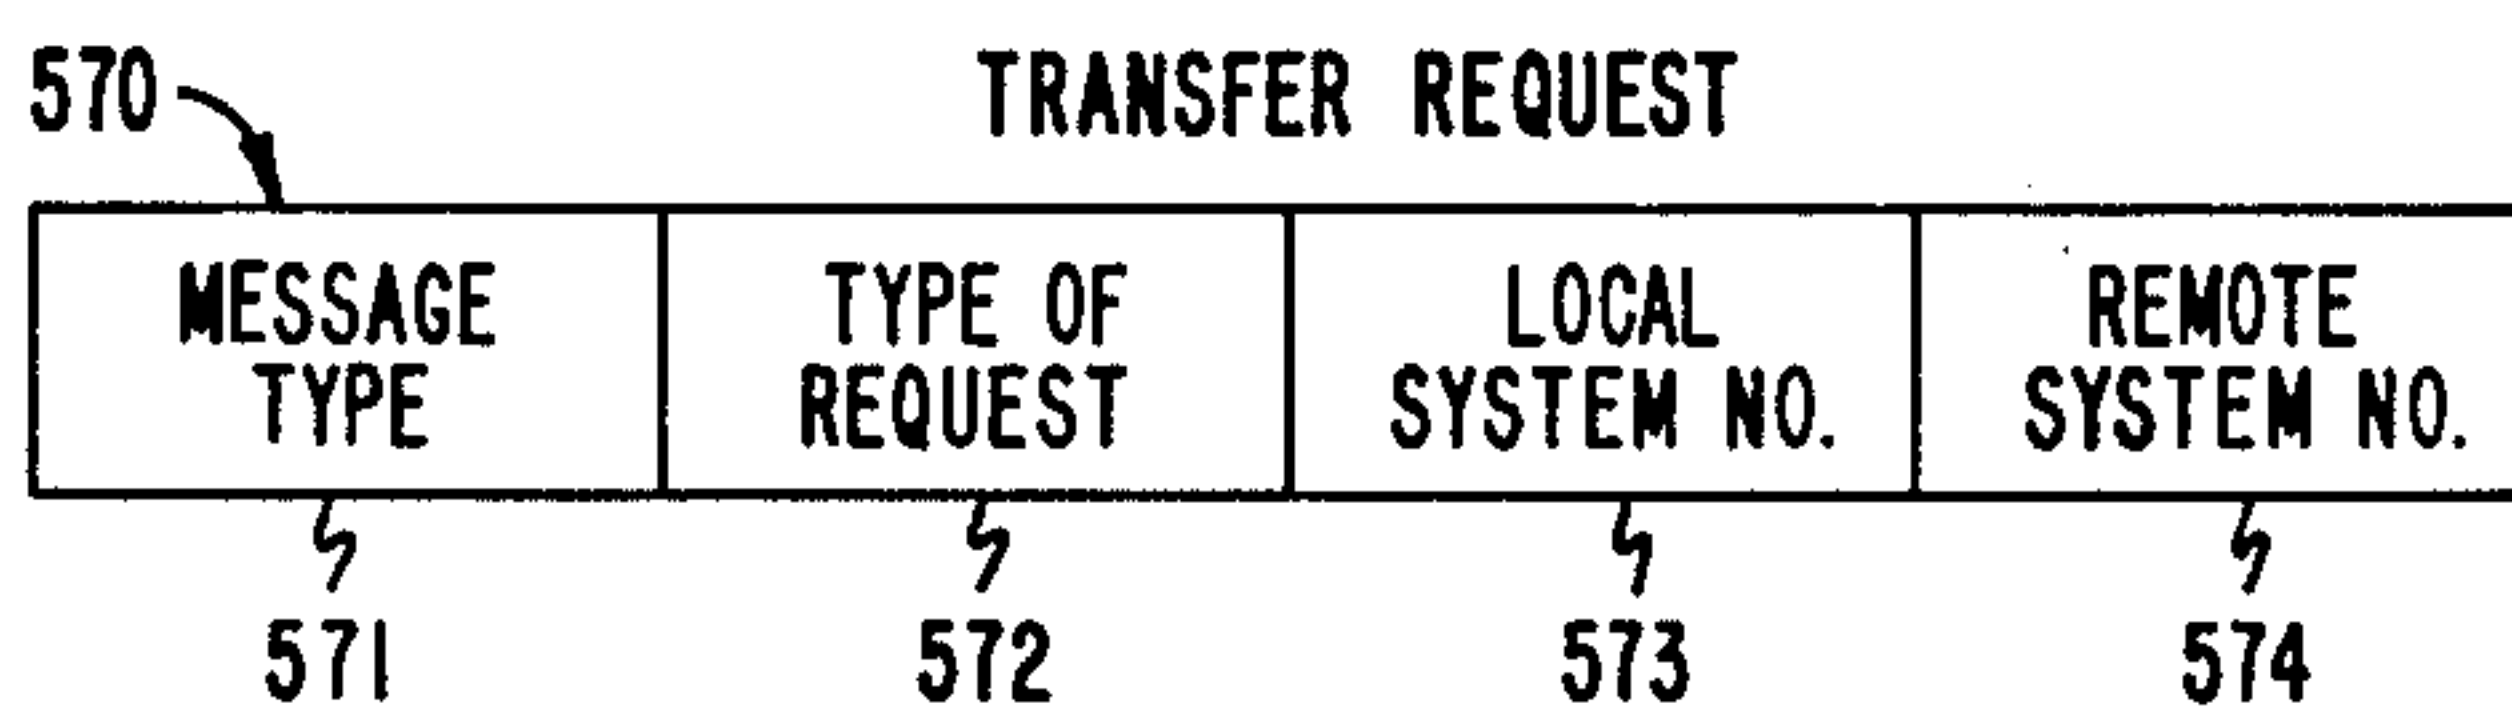 570
TRANSFER REQUEST
MESSAGE
TYPE
TYPE OF
REQUEST
LOCAL
SYSTEM NO.
REMOTE
SYSTEM NO.
571
572
573
574